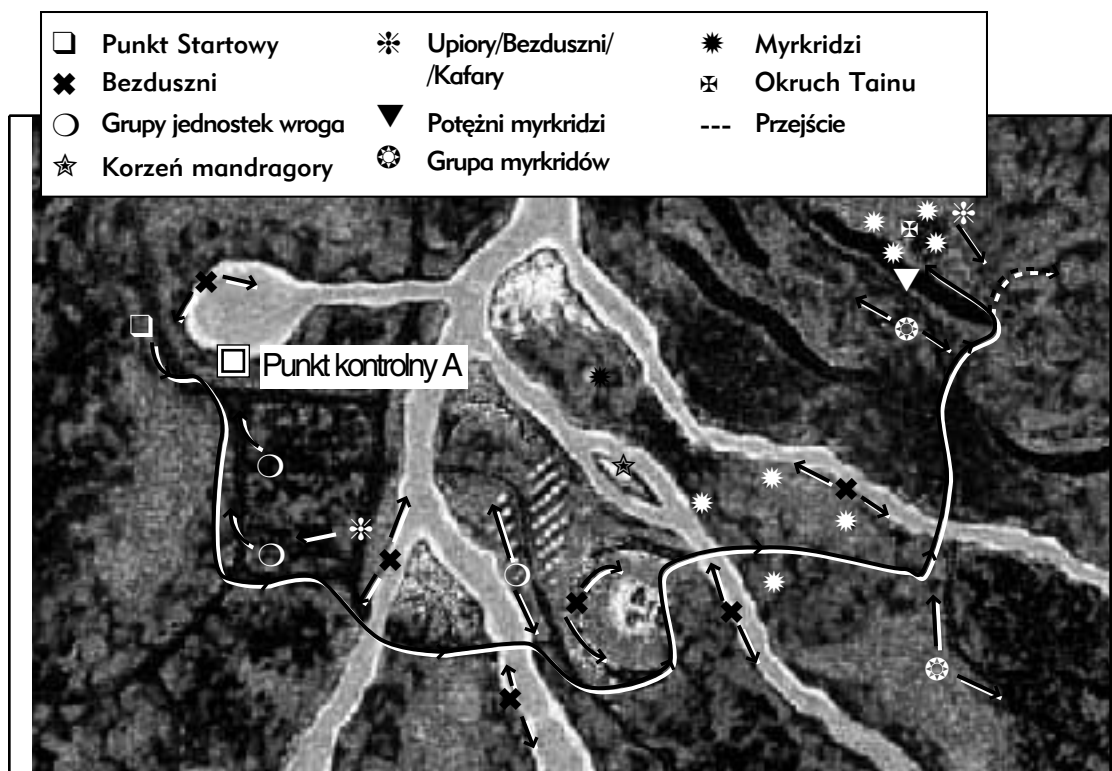 Punkt Startowy
Bezduszni
Grupy jednostek wroga
Korzeń mandragory
Upiory/Bezduszni/
/Kafary
Potężni myrkridzi
Grupa myrkridów
Myrkridzi
Okruch Tainu
Przejście
Punkt kontrolny A